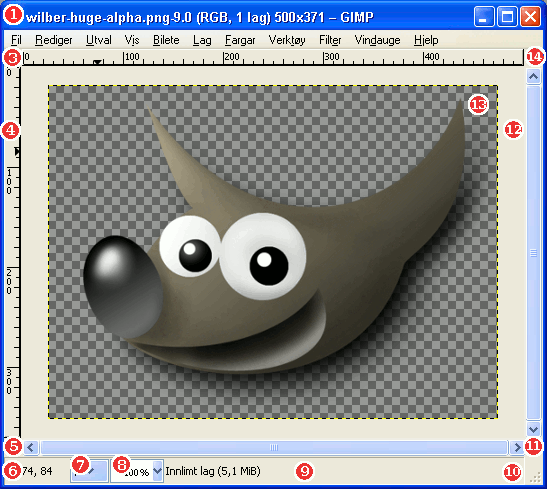 1 wilber-huge-alpha.png-9.0 (RGB, 1 lag) 500x371 – GIMP
Fil Rediger Utval Vis Bilete Lag Fargar Verktøy Filter Vindauge Hjelp
3 0 100 200 300 400 14
0
13
4 12
100
200
300
5 11
6 74, 84 7 8 100% Innlimt lag (5,1 MiB) 9 10